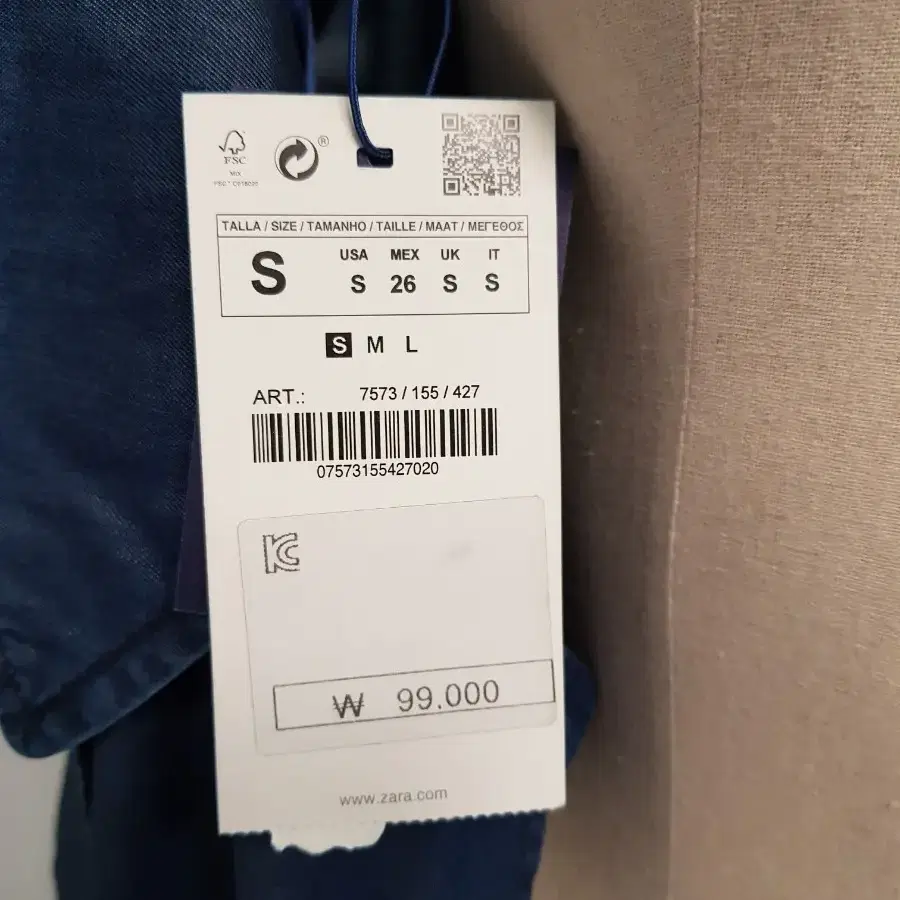 FSC
MIX
®
TALLA / SIZE / TAMANHO / TAILLE / MAAT / ΜΕΓΕΘΟΣ
S
USA MEX UK IT
S 26 S S
S M L
ART.: 7573 / 155 / 427
07573155427020
KC
₩ 99.000
www.zara.com